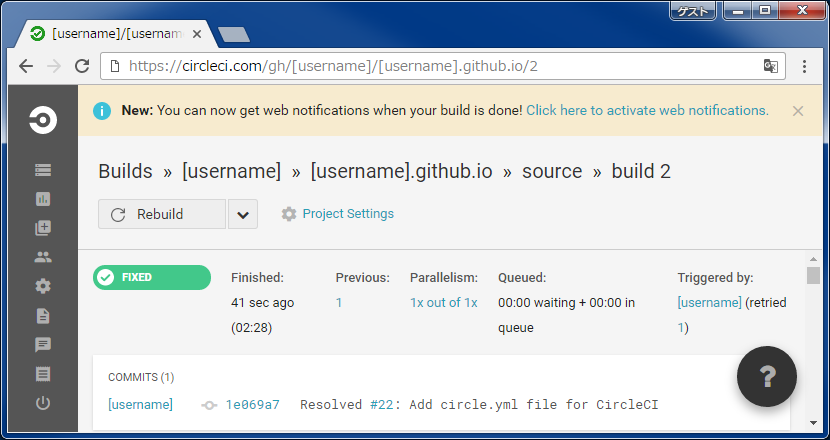 ゲスト
[username]/[usernam
https://circleci.com/gh/[username]/[username].github.io/2
New: You can now get web notifications when your build is done! Click here to activate web notifications.
Builds » [username] » [username].github.io » source » build 2
Rebuild Project Settings
FIXED
Finished: Previous: Parallelism: Queued: Triggered by:
41 sec ago 1 1x out of 1x 00:00 waiting + 00:00 in [username] (retried
(02:28) queue 1)
?
COMMITS (1)
[username] 1e069a7 Resolved #22: Add circle.yml file for CircleCI